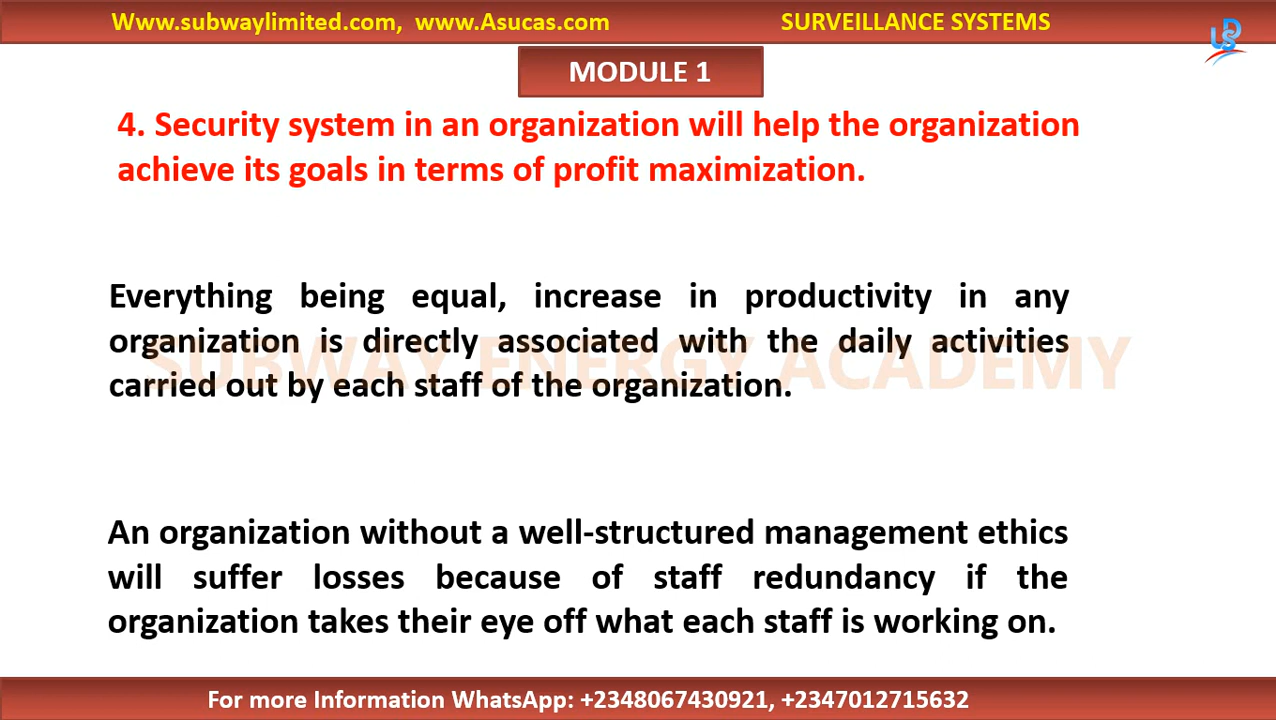 Www.subwaylimited.com, www.Asucas.com SURVEILLANCE SYSTEMS
USD
MODULE 1
4. Security system in an organization will help the organization
achieve its goals in terms of profit maximization.
Everything being equal, increase in productivity in any
organization is directly associated with the daily activities
carried out by each staff of the organization.
SUBWAY ENERGY ACADEMY
An organization without a well-structured management ethics
will suffer losses because of staff redundancy if the
organization takes their eye off what each staff is working on.
For more Information WhatsApp: +2348067430921, +2347012715632